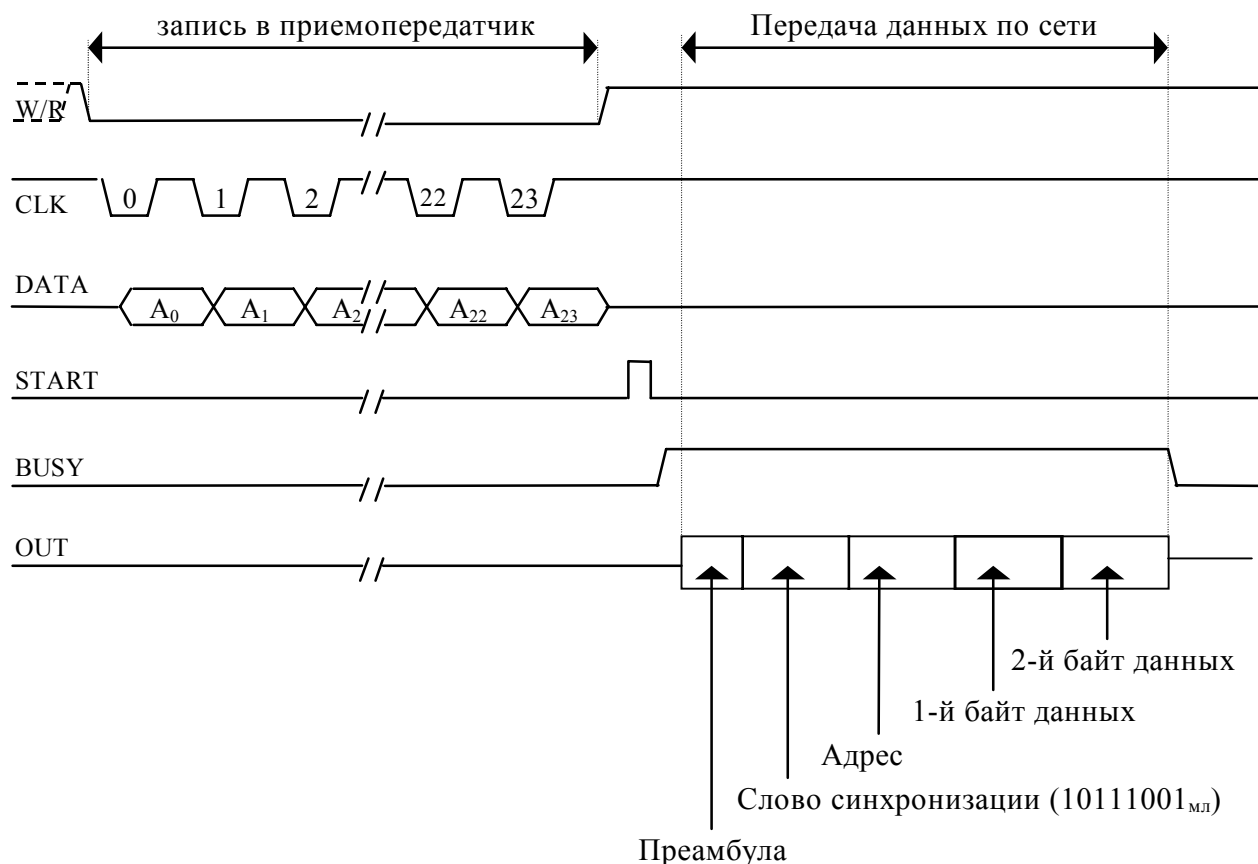 запись в приемопередатчик
Передача данных по сети
W/R
CLK
0 1 2 22 23
DATA
A₀ A₁ A₂ A₂₂ A₂₃
START
BUSY
OUT
2-й байт данных
1-й байт данных
Адрес
Слово синхронизации (10111001мл)
Преамбула